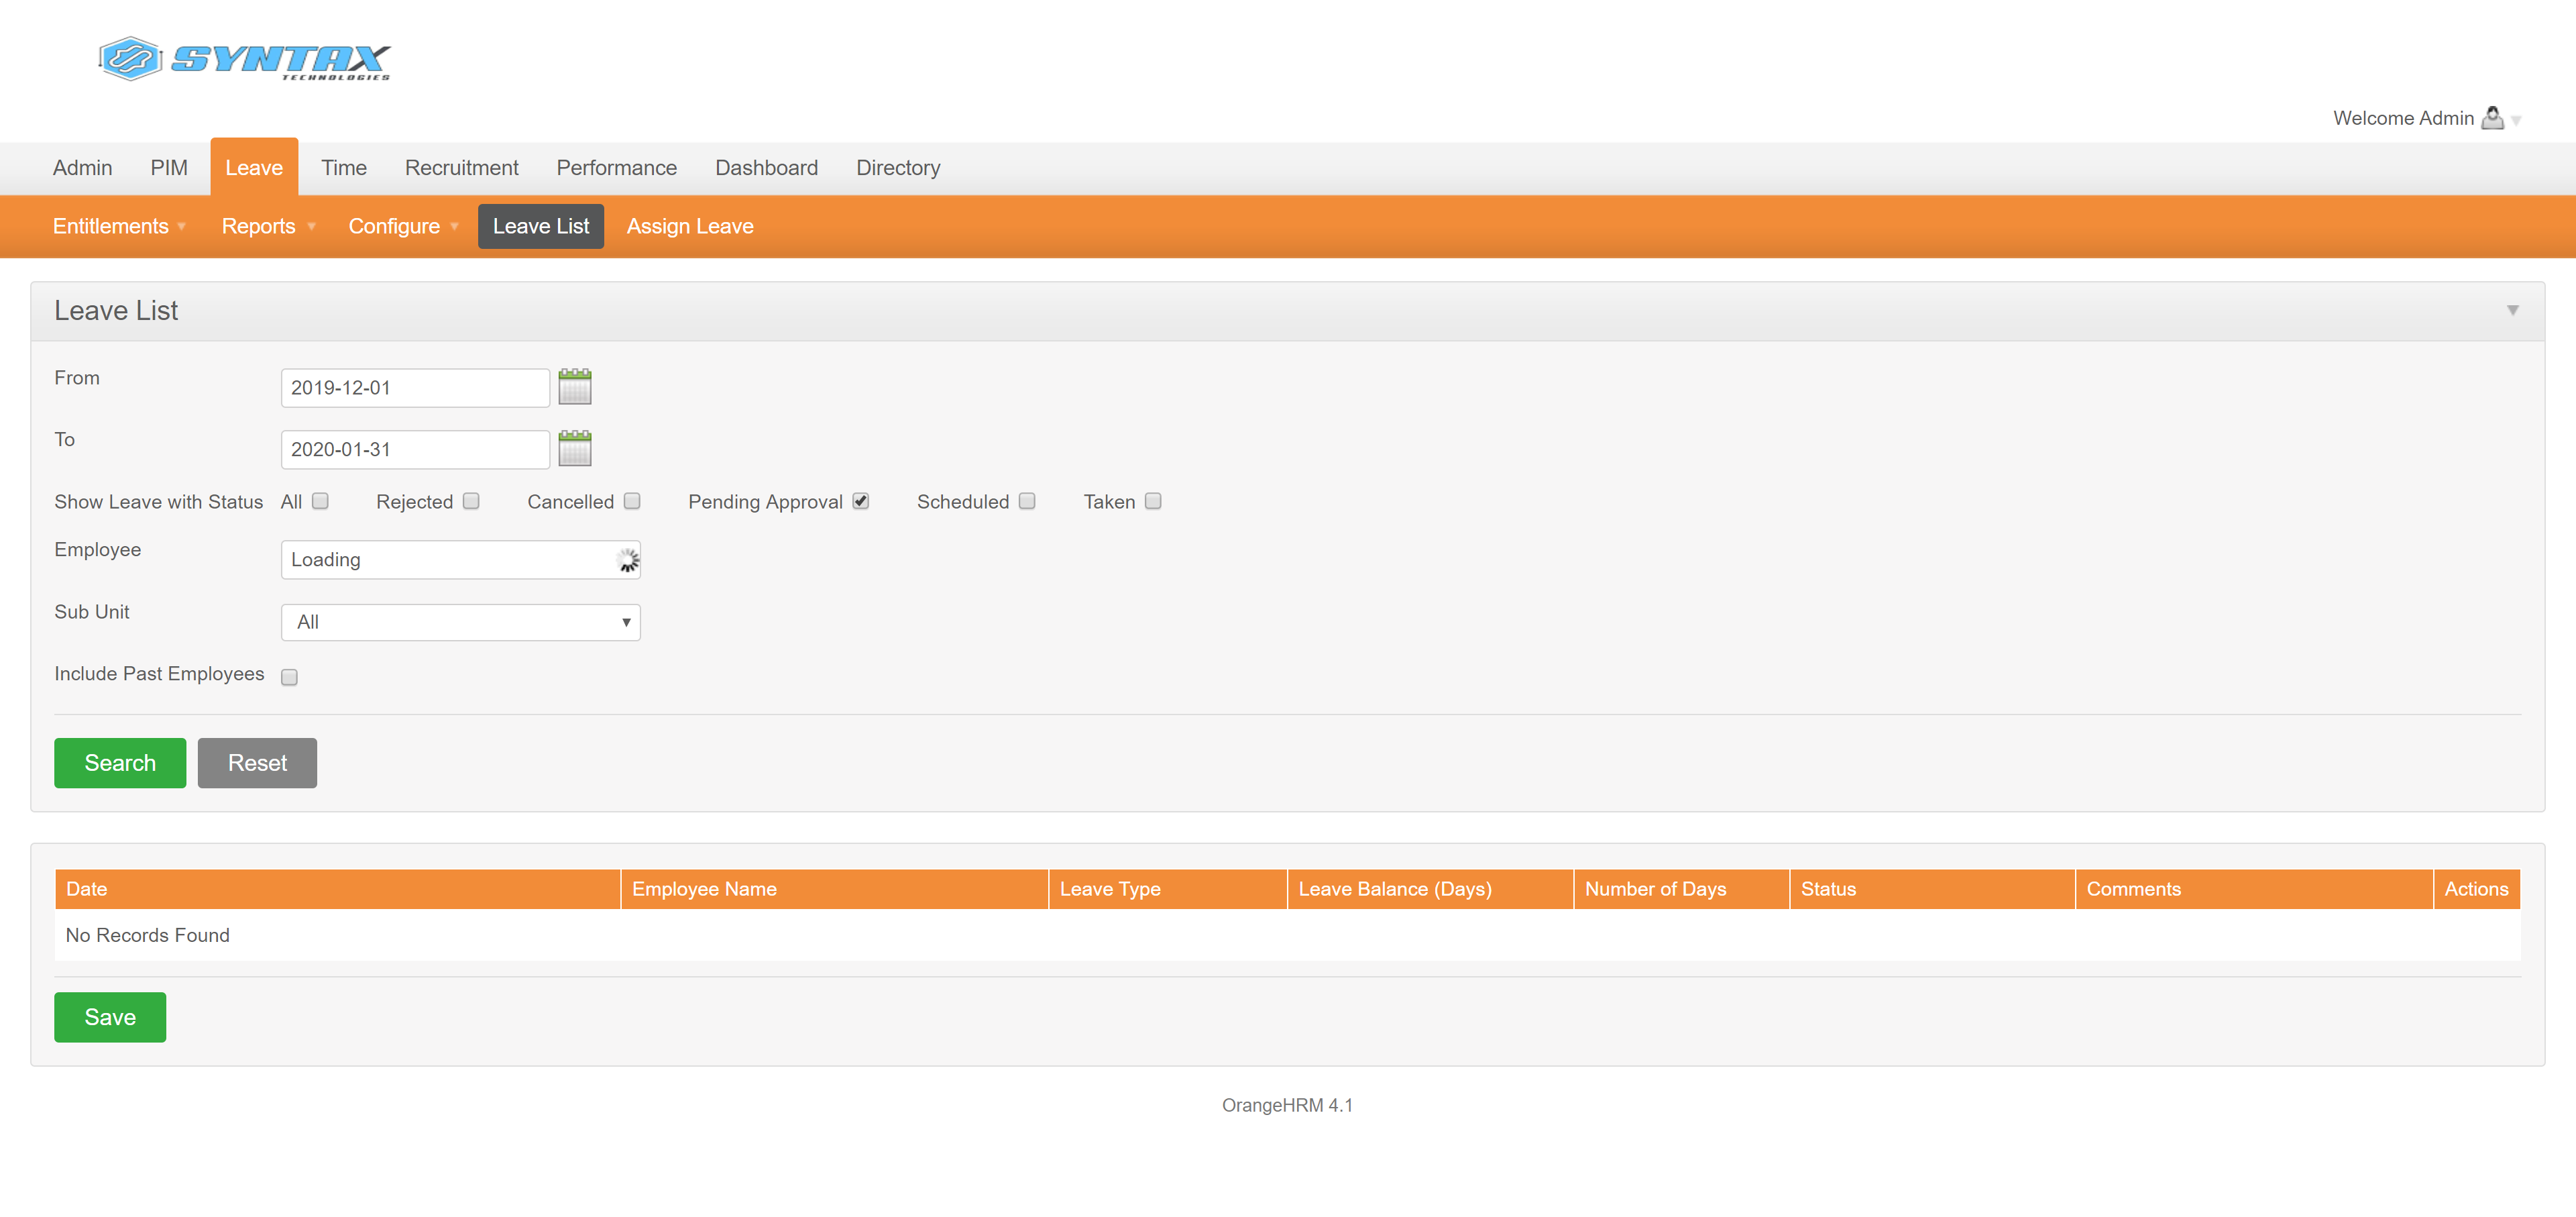 SYNTAX
TECHNOLOGIES
Welcome Admin
Admin PIM Leave Time Recruitment Performance Dashboard Directory
Entitlements Reports Configure Leave List Assign Leave
Leave List
From 2019-12-01
To 2020-01-31
Show Leave with Status All Rejected Cancelled Pending Approval Scheduled Taken
Employee Loading
Sub Unit All
Include Past Employees
Search Reset
Date Employee Name Leave Type Leave Balance (Days) Number of Days Status Comments Actions
No Records Found
Save
OrangeHRM 4.1